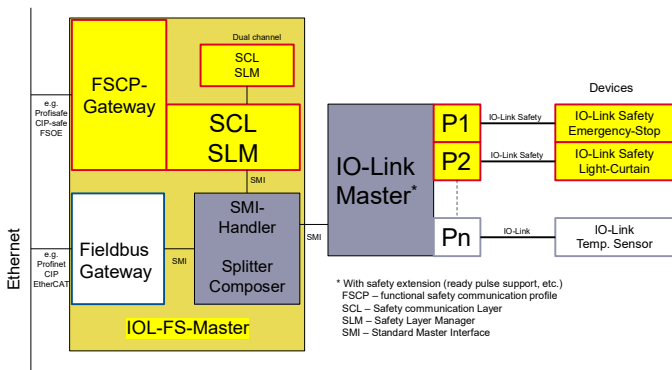 Ethernet
e.g.
Profisafe
CIP-safe
FSOE
FSCP-
Gateway
Dual channel
SCL
SLM
SCL
SLM
SMI
e.g.
Profinet
CIP
EtherCAT
Fieldbus
Gateway
SMI
SMI-
Handler
Splitter
Composer
IOL-FS-Master
SMI
IO-Link
Master*
P1
P2
Pn
IO-Link Safety
IO-Link Safety
IO-Link
Devices
IO-Link Safety
Emergency-Stop
IO-Link Safety
Light-Curtain
IO-Link
Temp. Sensor
* With safety extension (ready pulse support, etc.)
FSCP – functional safety communication profile
SCL – Safety communication Layer
SLM – Safety Layer Manager
SMI – Standard Master Interface